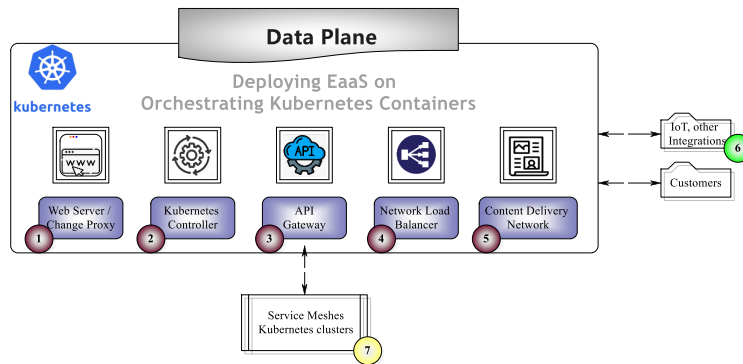 Data Plane
kubernetes
Deploying EaaS on
Orchestrating Kubernetes Containers
WWW
API
Web Server /
Change Proxy
1
Kubernetes
Controller
2
API
Gateway
3
Network Load
Balancer
4
Content Delivery
Network
5
IoT, other
Integrations
6
Customers
Service Meshes
Kubernetes clusters
7